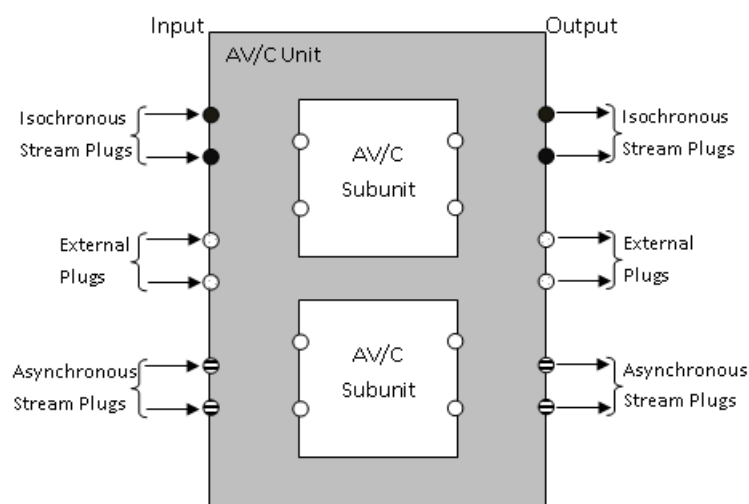 Input
Output
AV/C Unit
Isochronous
Stream Plugs
AV/C
Subunit
Isochronous
Stream Plugs
External
Plugs
External
Plugs
Asynchronous
Stream Plugs
AV/C
Subunit
Asynchronous
Stream Plugs